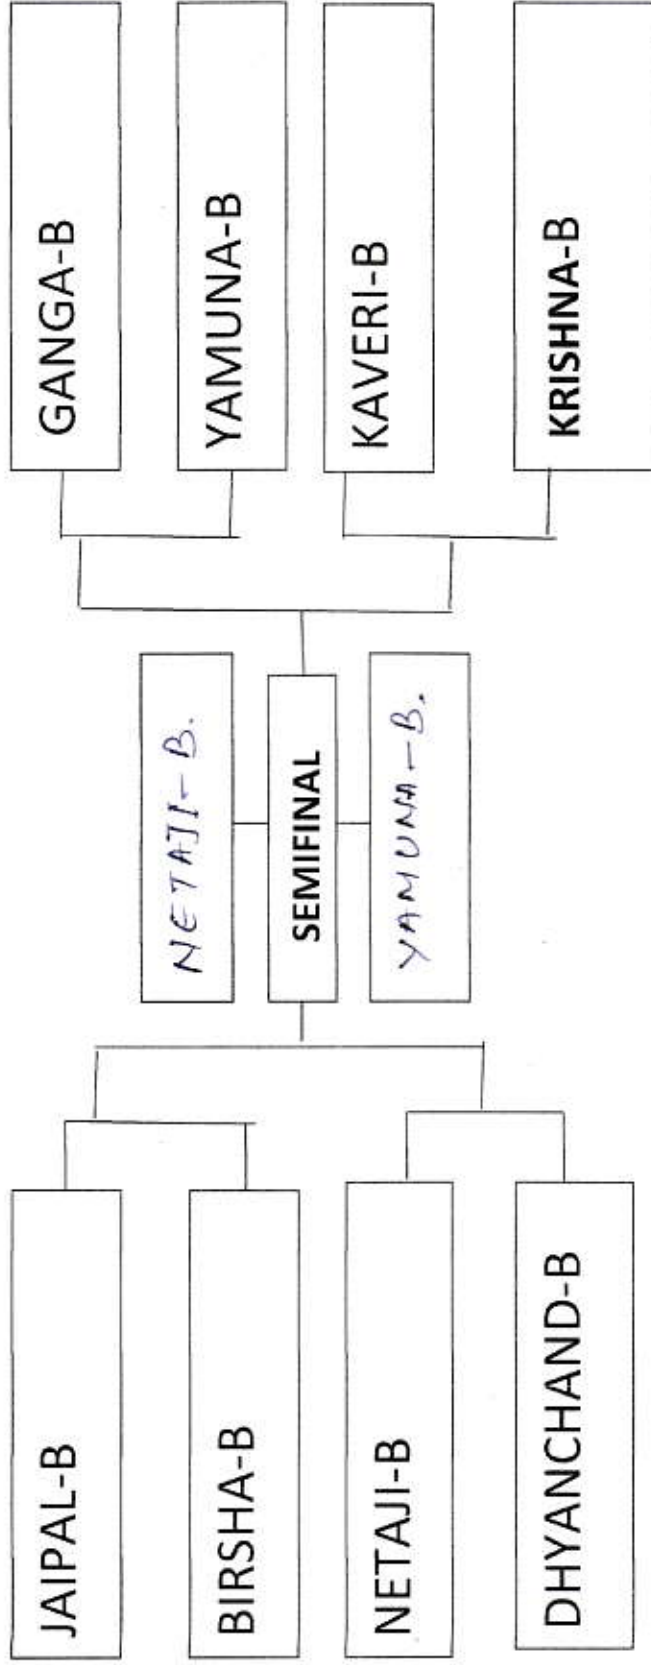 JAIPAL-B
BIRSHA-B
NETAJI-B
DHYANCHAND-B
NETAJI-B.
SEMIFINAL
YAMUNA-B.
GANGA-B
YAMUNA-B
KAVERI-B
KRISHNA-B